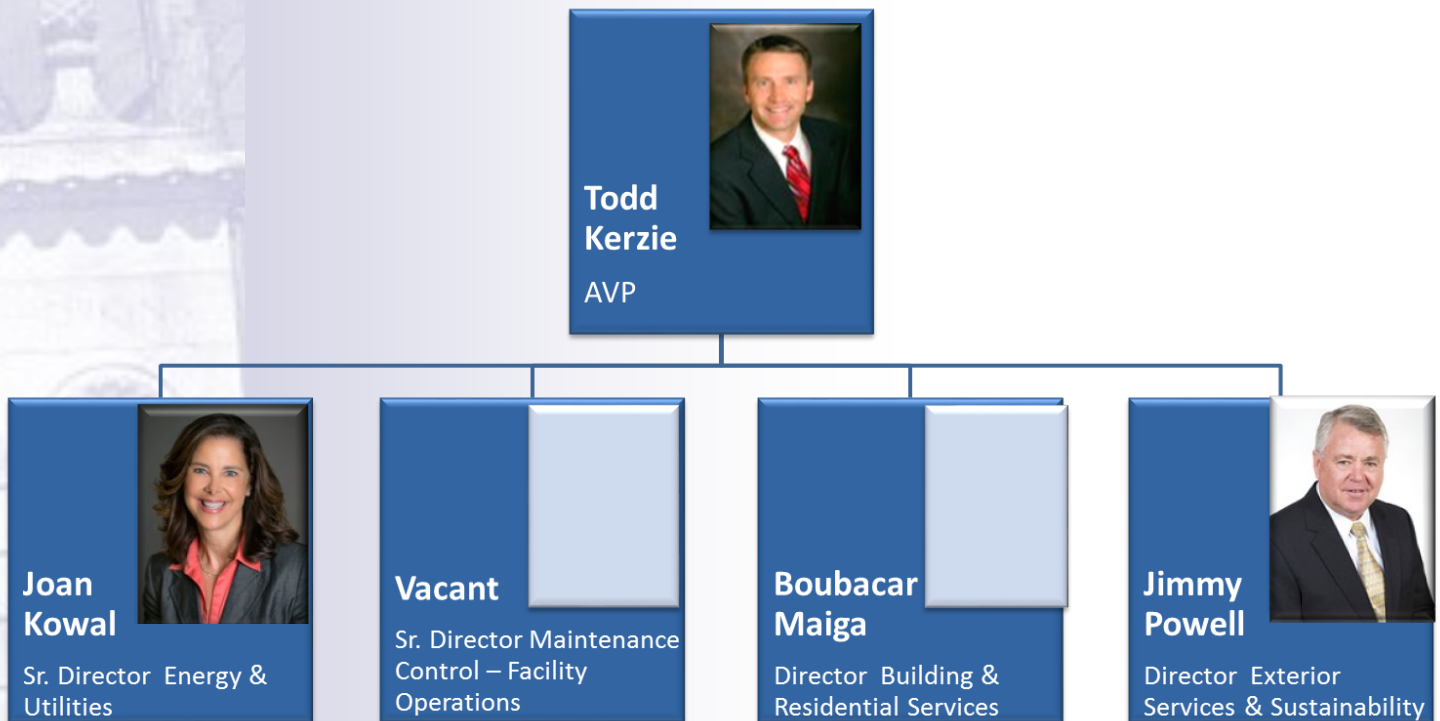 Todd
Kerzie
AVP
Joan
Kowal
Sr. Director Energy &
Utilities
Vacant
Sr. Director Maintenance
Control – Facility
Operations
Boubacar
Maiga
Director Building &
Residential Services
Jimmy
Powell
Director Exterior
Services & Sustainability